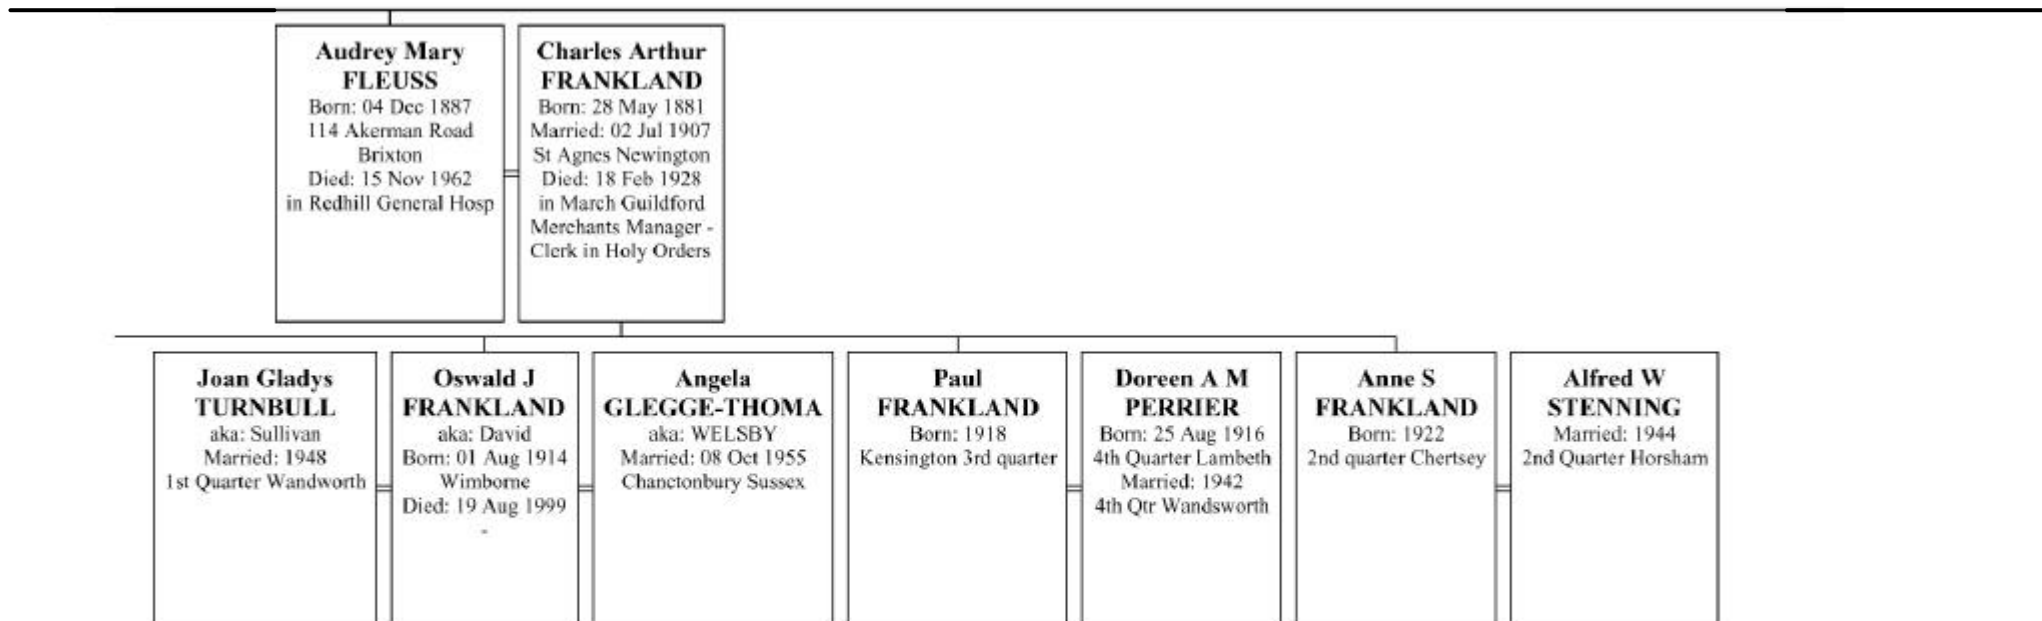 Audrey Mary
FLEUSS
Born: 04 Dec 1887
114 Akerman Road
Brixton
Died: 15 Nov 1962
in Redhill General Hosp
Charles Arthur
FRANKLAND
Born: 28 May 1881
Married: 02 Jul 1907
St Agnes Newington
Died: 18 Feb 1928
in March Guildford
Merchants Manager -
Clerk in Holy Orders
Joan Gladys
TURNBULL
aka: Sullivan
Married: 1948
1st Quarter Wandworth
Oswald J
FRANKLAND
aka: David
Born: 01 Aug 1914
Wimborne
Died: 19 Aug 1999
-
Angela
GLEGGE-THOMA
aka: WELSBY
Married: 08 Oct 1955
Chanctonbury Sussex
Paul
FRANKLAND
Born: 1918
Kensington 3rd quarter
Doreen A M
PERRIER
Born: 25 Aug 1916
4th Quarter Lambeth
Married: 1942
4th Qtr Wandsworth
Anne S
FRANKLAND
Born: 1922
2nd quarter Chertsey
Alfred W
STENNING
Married: 1944
2nd Quarter Horsham